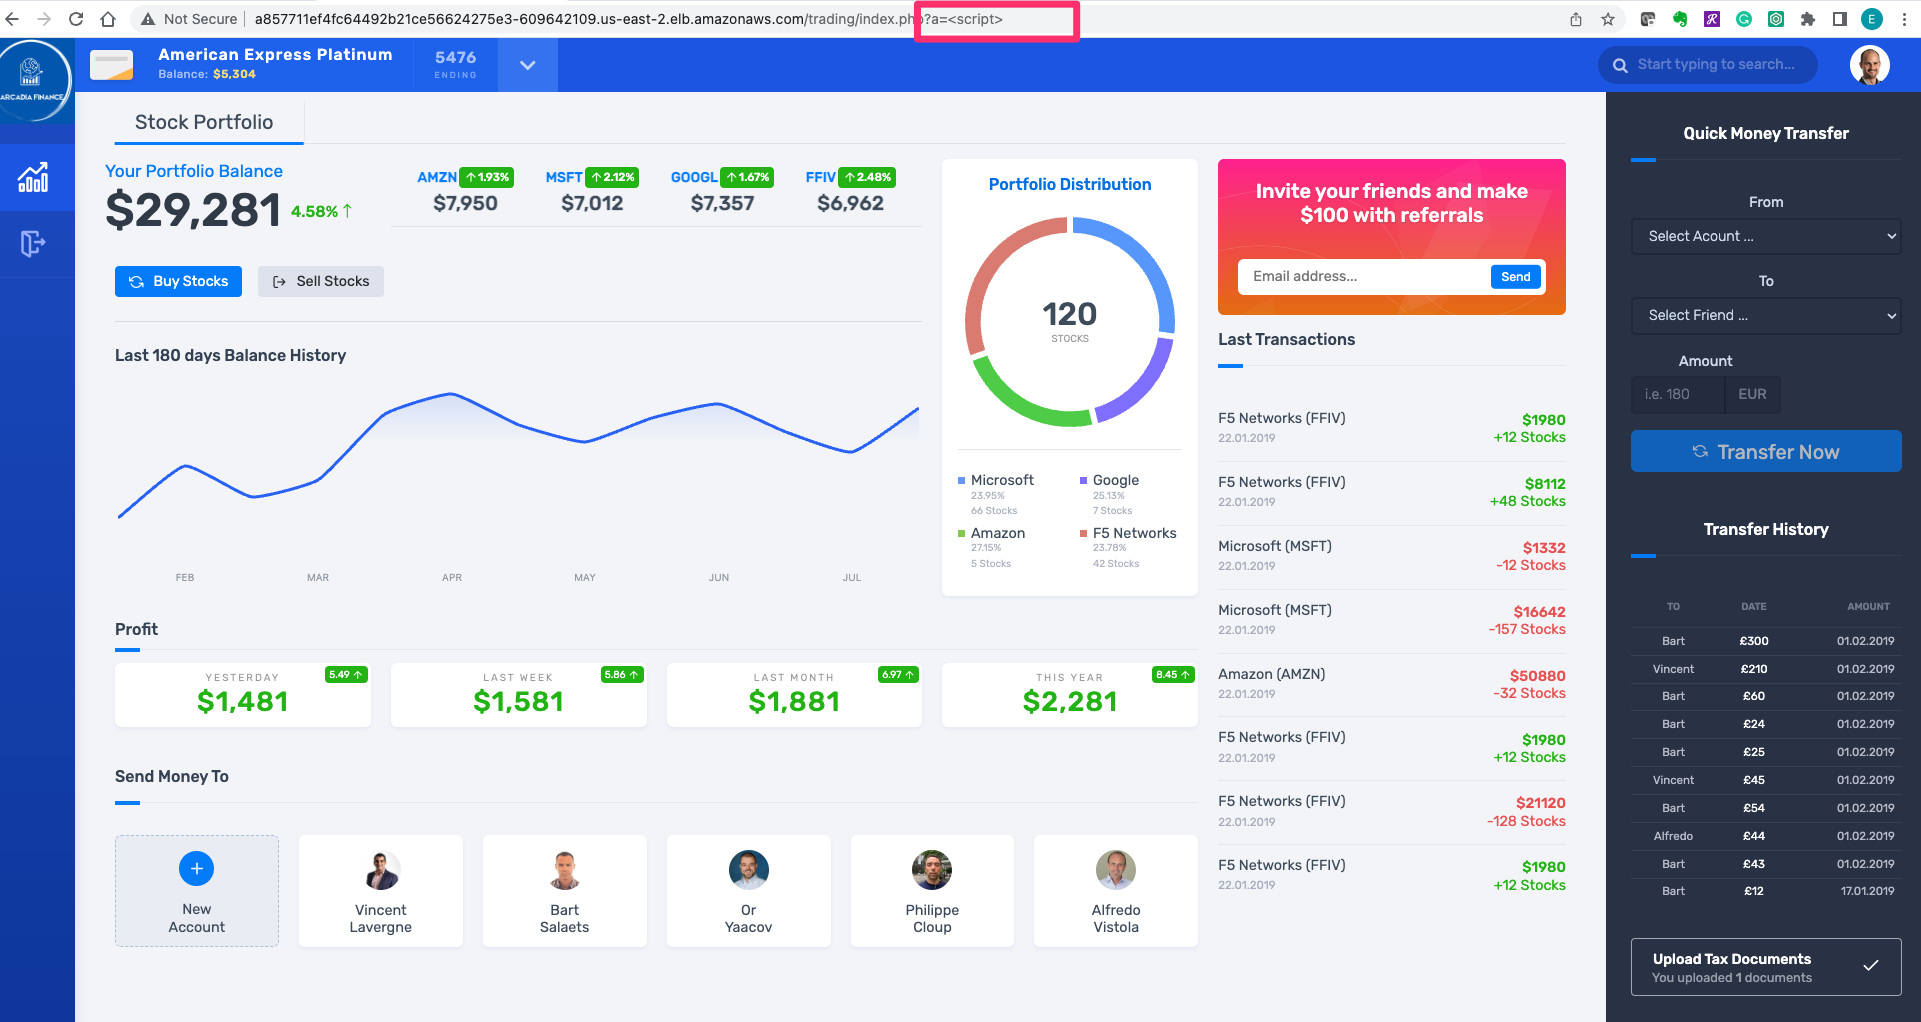 Not Secure
a857711ef4fc64492b21ce56624275e3-609642109.us-east-2.elb.amazonaws.com/trading/index.php?a=<script>
E
ARCADIA FINANCE
American Express Platinum
Balance: $5,304
5476
ENDING
Start typing to search...
Stock Portfolio
Your Portfolio Balance
$29,281 4.58% ↑
AMZN ↑ 1.93%
$7,950
MSFT ↑ 2.12%
$7,012
GOOGL ↑ 1.67%
$7,357
FFIV ↑ 2.48%
$6,962
Buy Stocks
Sell Stocks
Last 180 days Balance History
FEB MAR APR MAY JUN JUL
Portfolio Distribution
120
STOCKS
Microsoft
23.95%
66 Stocks
Google
25.13%
7 Stocks
Amazon
27.15%
5 Stocks
F5 Networks
23.78%
42 Stocks
Profit
YESTERDAY
5.49 ↑
$1,481
LAST WEEK
5.86 ↑
$1,581
LAST MONTH
6.97 ↑
$1,881
THIS YEAR
8.45 ↑
$2,281
Send Money To
New
Account
Vincent
Lavergne
Bart
Salaets
Or
Yaacov
Philippe
Cloup
Alfredo
Vistola
Invite your friends and make
$100 with referrals
Email address...
Send
Last Transactions
F5 Networks (FFIV) $1980
22.01.2019 +12 Stocks
F5 Networks (FFIV) $8112
22.01.2019 +48 Stocks
Microsoft (MSFT) $1332
22.01.2019 -12 Stocks
Microsoft (MSFT) $16642
22.01.2019 -157 Stocks
Amazon (AMZN) $50880
22.01.2019 -32 Stocks
F5 Networks (FFIV) $1980
22.01.2019 +12 Stocks
F5 Networks (FFIV) $21120
22.01.2019 -128 Stocks
F5 Networks (FFIV) $1980
22.01.2019 +12 Stocks
Quick Money Transfer
From
Select Acount ...
To
Select Friend ...
Amount
i.e. 180 EUR
Transfer Now
Transfer History
TO DATE AMOUNT
Bart £300 01.02.2019
Vincent £210 01.02.2019
Bart £60 01.02.2019
Bart £24 01.02.2019
Bart £25 01.02.2019
Vincent £45 01.02.2019
Bart £54 01.02.2019
Alfredo £44 01.02.2019
Bart £43 01.02.2019
Bart £12 17.01.2019
Upload Tax Documents
You uploaded 1 documents